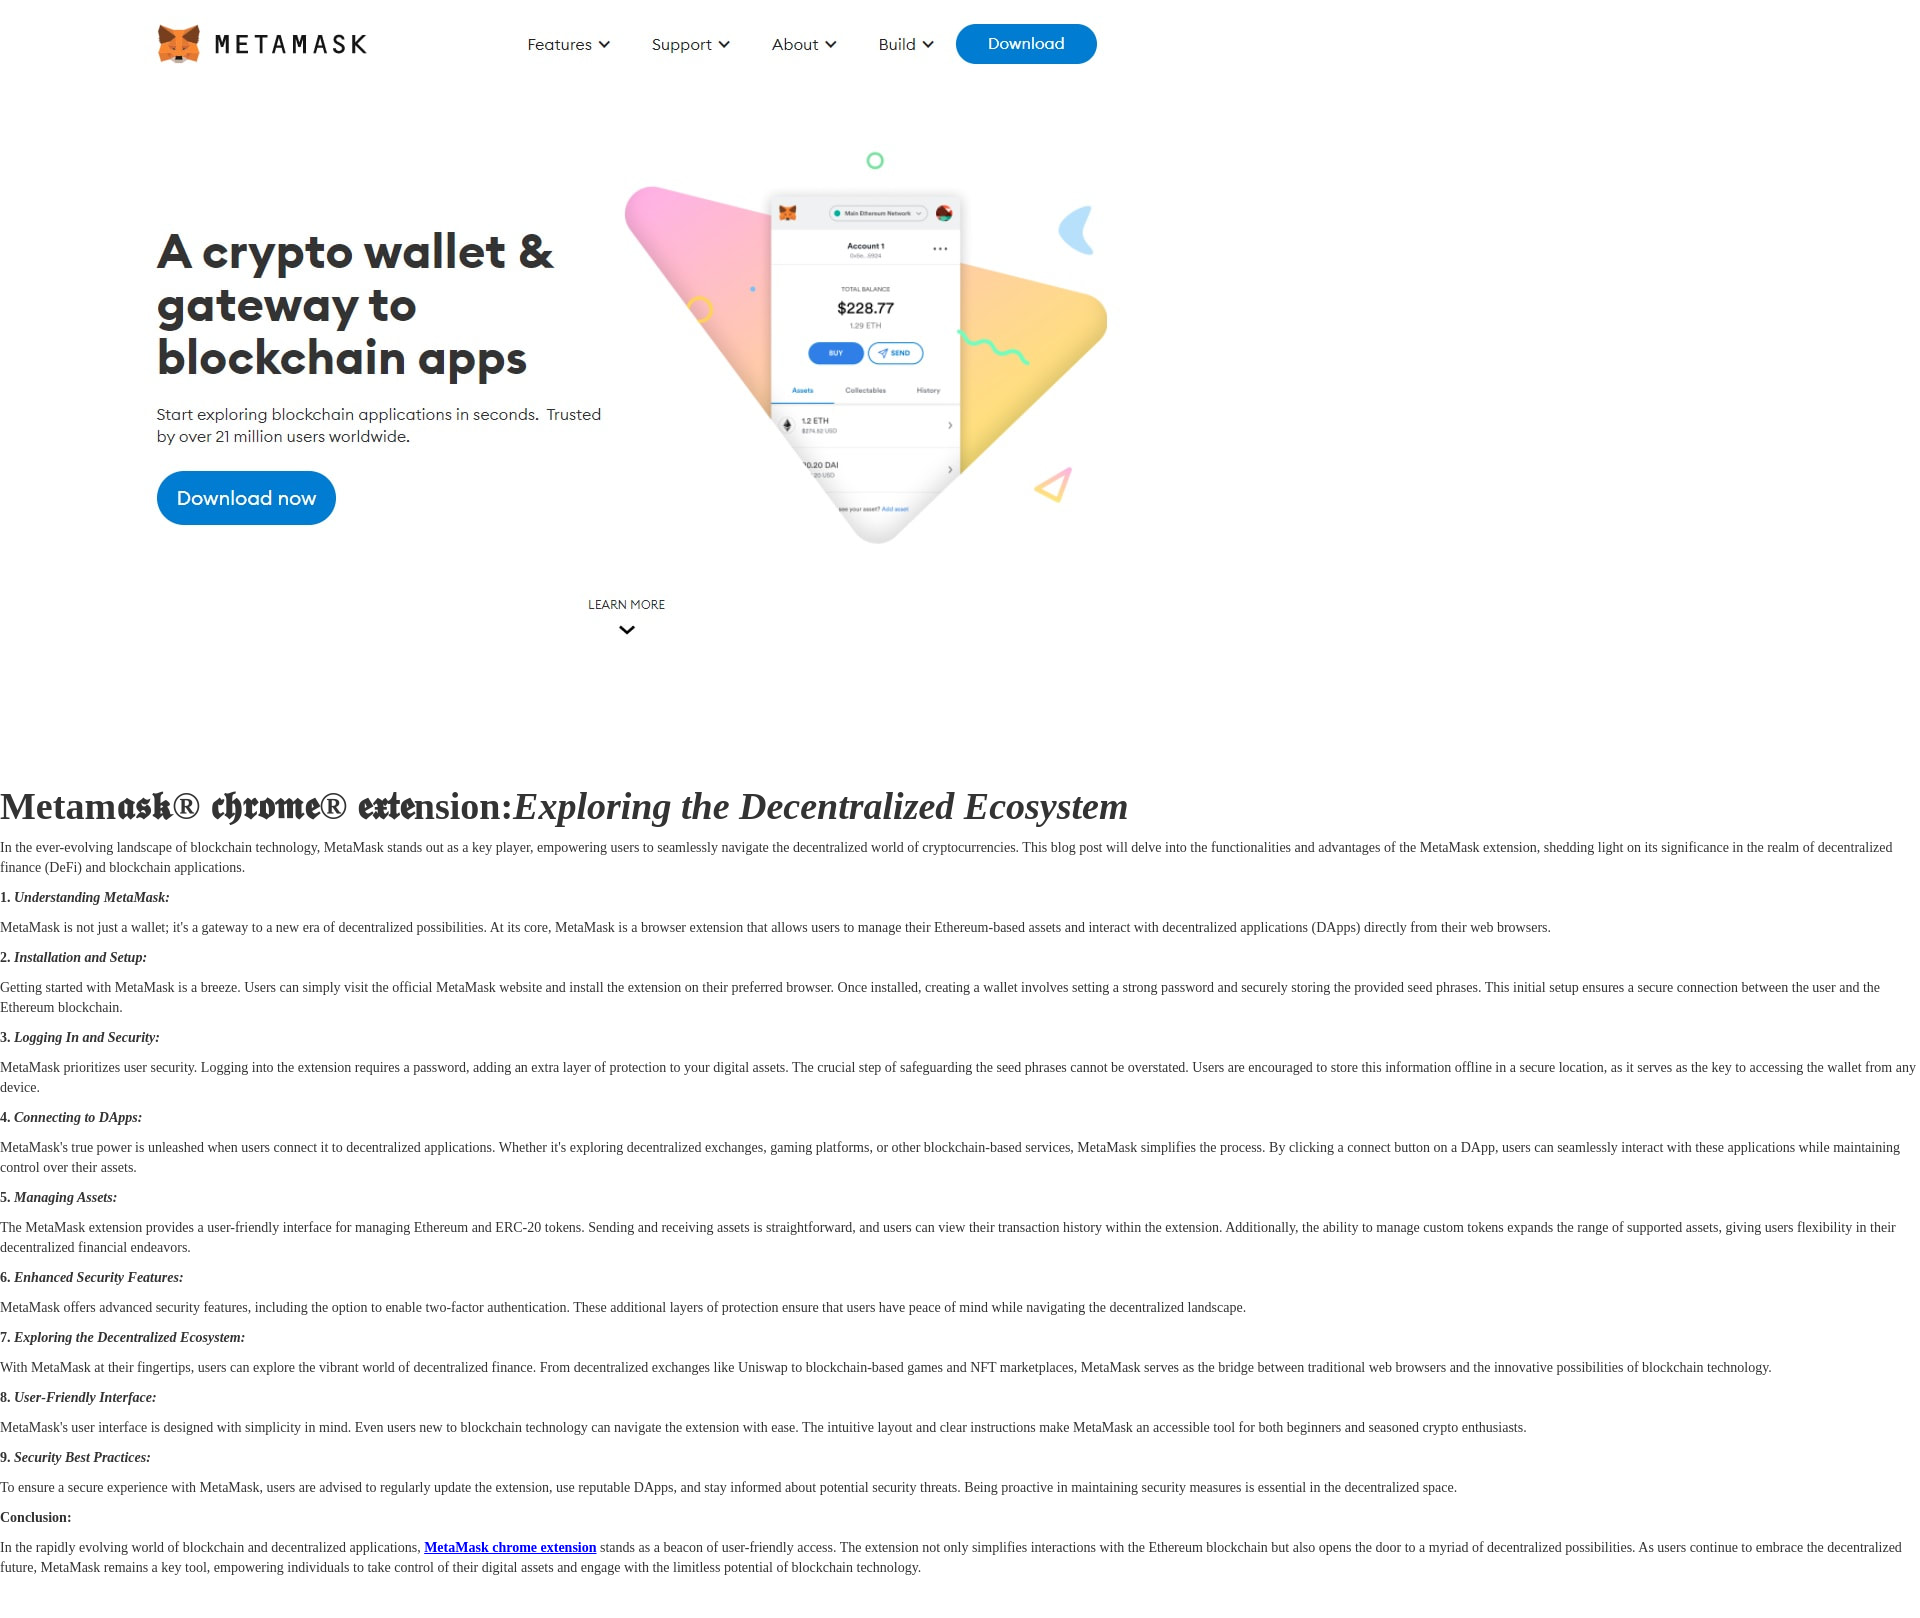 METAMASK
Features
Support
About
Build
Download
A crypto wallet &
gateway to
blockchain apps
Start exploring blockchain applications in seconds. Trusted
by over 21 million users worldwide.
Download now
Main Ethereum Network
Account 1
TOTAL BALANCE
$228.77
1.29 ETH
BUY
SEND
Assets
Collectables
History
1.2 ETH
$274.52 USD
0.20 DAI
USD
your asset? Add asset
LEARN MORE
Metam𝖆𝖘𝖐® 𝖈𝖍𝖗𝖔𝖒𝖊® 𝖊𝖝𝖙𝖊nsion:Exploring the Decentralized Ecosystem
In the ever-evolving landscape of blockchain technology, MetaMask stands out as a key player, empowering users to seamlessly navigate the decentralized world of cryptocurrencies. This blog post will delve into the functionalities and advantages of the MetaMask extension, shedding light on its significance in the realm of decentralized
finance (DeFi) and blockchain applications.
1. Understanding MetaMask:
MetaMask is not just a wallet; it's a gateway to a new era of decentralized possibilities. At its core, MetaMask is a browser extension that allows users to manage their Ethereum-based assets and interact with decentralized applications (DApps) directly from their web browsers.
2. Installation and Setup:
Getting started with MetaMask is a breeze. Users can simply visit the official MetaMask website and install the extension on their preferred browser. Once installed, creating a wallet involves setting a strong password and securely storing the provided seed phrases. This initial setup ensures a secure connection between the user and the
Ethereum blockchain.
3. Logging In and Security:
MetaMask prioritizes user security. Logging into the extension requires a password, adding an extra layer of protection to your digital assets. The crucial step of safeguarding the seed phrases cannot be overstated. Users are encouraged to store this information offline in a secure location, as it serves as the key to accessing the wallet from any
device.
4. Connecting to DApps:
MetaMask's true power is unleashed when users connect it to decentralized applications. Whether it's exploring decentralized exchanges, gaming platforms, or other blockchain-based services, MetaMask simplifies the process. By clicking a connect button on a DApp, users can seamlessly interact with these applications while maintaining
control over their assets.
5. Managing Assets:
The MetaMask extension provides a user-friendly interface for managing Ethereum and ERC-20 tokens. Sending and receiving assets is straightforward, and users can view their transaction history within the extension. Additionally, the ability to manage custom tokens expands the range of supported assets, giving users flexibility in their
decentralized financial endeavors.
6. Enhanced Security Features:
MetaMask offers advanced security features, including the option to enable two-factor authentication. These additional layers of protection ensure that users have peace of mind while navigating the decentralized landscape.
7. Exploring the Decentralized Ecosystem:
With MetaMask at their fingertips, users can explore the vibrant world of decentralized finance. From decentralized exchanges like Uniswap to blockchain-based games and NFT marketplaces, MetaMask serves as the bridge between traditional web browsers and the innovative possibilities of blockchain technology.
8. User-Friendly Interface:
MetaMask's user interface is designed with simplicity in mind. Even users new to blockchain technology can navigate the extension with ease. The intuitive layout and clear instructions make MetaMask an accessible tool for both beginners and seasoned crypto enthusiasts.
9. Security Best Practices:
To ensure a secure experience with MetaMask, users are advised to regularly update the extension, use reputable DApps, and stay informed about potential security threats. Being proactive in maintaining security measures is essential in the decentralized space.
Conclusion:
In the rapidly evolving world of blockchain and decentralized applications, MetaMask chrome extension stands as a beacon of user-friendly access. The extension not only simplifies interactions with the Ethereum blockchain but also opens the door to a myriad of decentralized possibilities. As users continue to embrace the decentralized
future, MetaMask remains a key tool, empowering individuals to take control of their digital assets and engage with the limitless potential of blockchain technology.